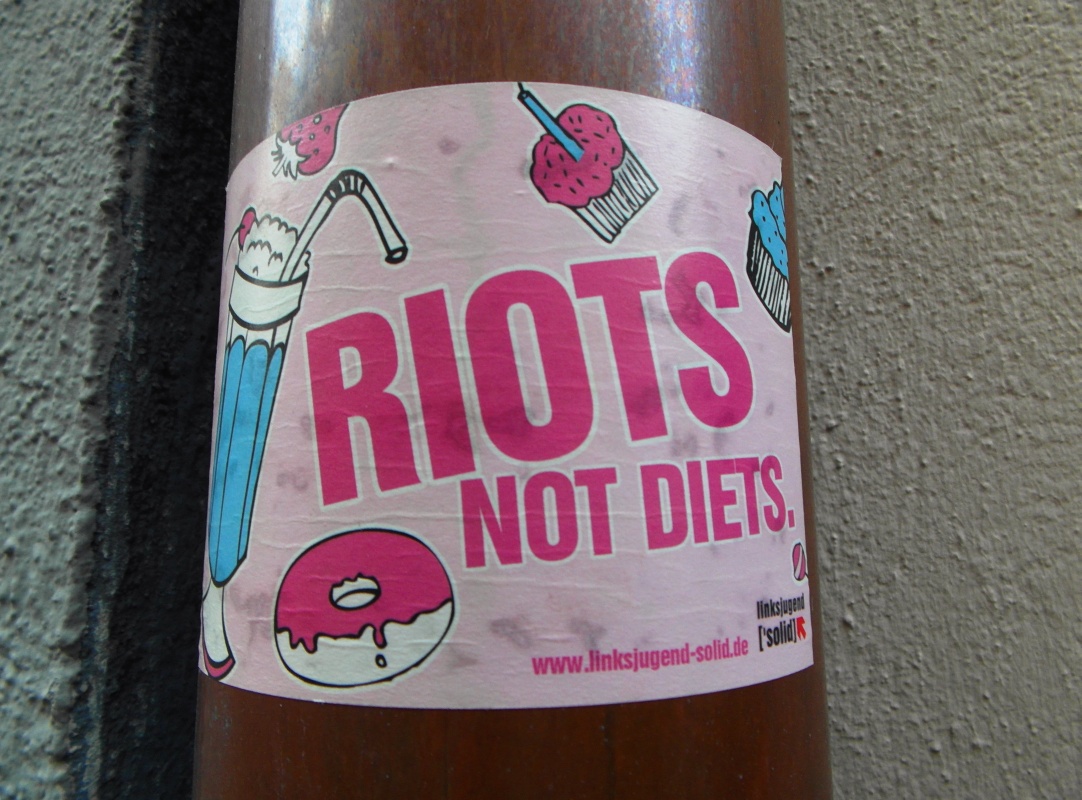 RIOTS
NOT DIETS.
www.linksjugend-solid.de
linksjugend
['solid]